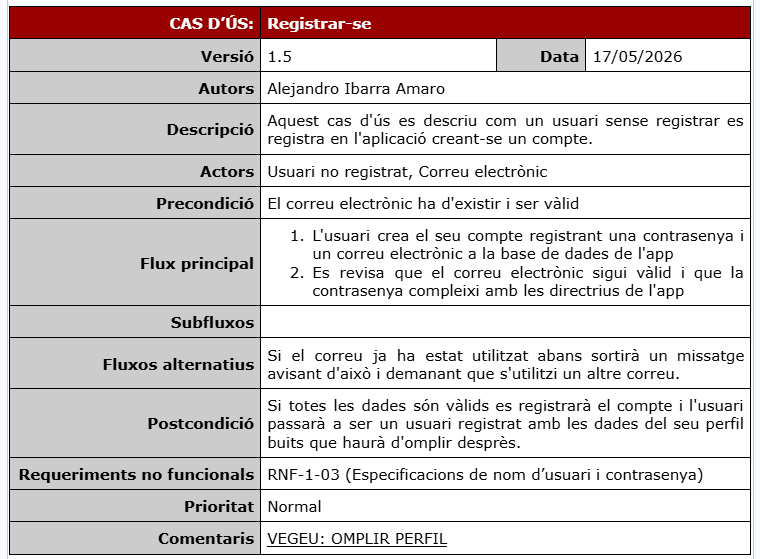 CAS D’ÚS: Registrar-se
Versió 1.5 Data 17/05/2026
Autors Alejandro Ibarra Amaro
Descripció Aquest cas d'ús es descriu com un usuari sense registrar es
registra en l'aplicació creant-se un compte.
Actors Usuari no registrat, Correu electrònic
Precondició El correu electrònic ha d'existir i ser vàlid
Flux principal
1. L'usuari crea el seu compte registrant una contrasenya i
un correu electrònic a la base de dades de l'app
2. Es revisa que el correu electrònic sigui vàlid i que la
contrasenya compleixi amb les directrius de l'app
Subfluxos
Fluxos alternatius Si el correu ja ha estat utilitzat abans sortirà un missatge
avisant d'això i demanant que s'utilitzi un altre correu.
Postcondició Si totes les dades són vàlids es registrarà el compte i l'usuari
passarà a ser un usuari registrat amb les dades del seu perfil
buits que haurà d'omplir desprès.
Requeriments no funcionals RNF-1-03 (Especificacions de nom d’usuari i contrasenya)
Prioritat Normal
Comentaris VEGEU: OMPLIR PERFIL